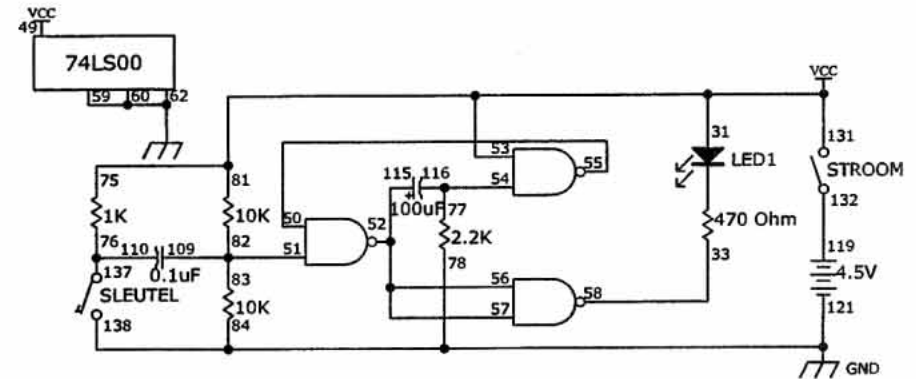 VCC
49
74LS00
59 60 62
VCC
31
131
53
55
LED1
STROOM
75
81
115 116
54
132
1K
10K
50
52
100uF
77
470 Ohm
76
110 109
82
51
2.2K
33
119
137
0.1uF
83
78
56
58
4.5V
SLEUTEL
10K
57
121
138
84
GND